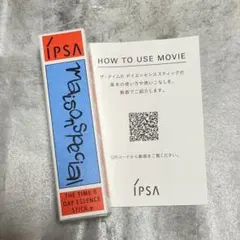 IPSA
Maison Special
THE TIME R
DAY ESSENCE
STICK e
HOW TO USE MOVIE
ザ・タイムR デイエッセンススティックの
基本の使い方や使いこなしを、
動画でご紹介します。
QRコードから動画をご覧ください。
IPSA